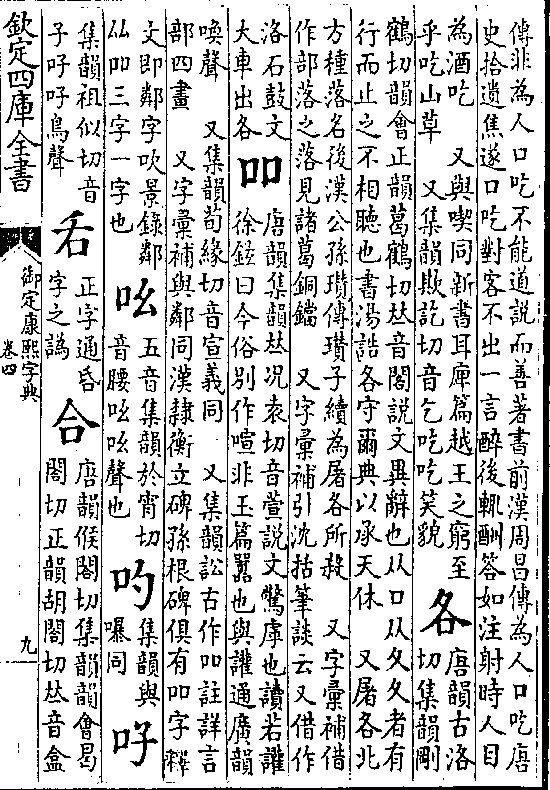 傳非為人口吃不能道說而善著書前漢周昌傳為人口吃唐
史拾遺焦遂口吃對客不出一言醉後輒酬答如注射時人目
為酒吃　又與喫同新書耳庳篇越王之窮至
乎吃山草　又集韻欺訖切音乞吃吃笑貌
各
唐韻古洛
切集韻剛
鶴切韻會正韻葛鶴切𠀤音閣說文異辭也从口从夂夂者有
行而止之不相聽也書湯誥各守爾典以承天休　又屠各北
方種落名後漢公孫瓚傳瓚子續為屠各所殺　又字彙補借
作部落之落見諸葛銅鐺　又字彙補引沈括筆談云又借作
洛石鼓文
大車出各
吅
唐韻集韻𠀤況袁切音萱說文驚嘑也讀若讙
徐鉉曰今俗別作喧非玉篇囂也與讙通廣韻
喚聲　又集韻荀緣切音宣義同　又集韻訟古作吅註詳言
部四畫　又字彙補與鄰同漢隸衡立碑孫根碑俱有吅字釋
文即鄰字吹景錄鄰
厸吅三字一字也
吆
五音集韻於宵切
音腰吆吆聲也
𠮩
集韻與
嚗同
吇
集韻祖似切音
子吇吇鳥聲
正字通昏
字之譌
合
唐韻侯閤切集韻韻會曷
閤切正韻胡閤切𠀤音盒
欽定四庫全書
御定康熙字典
卷四
九